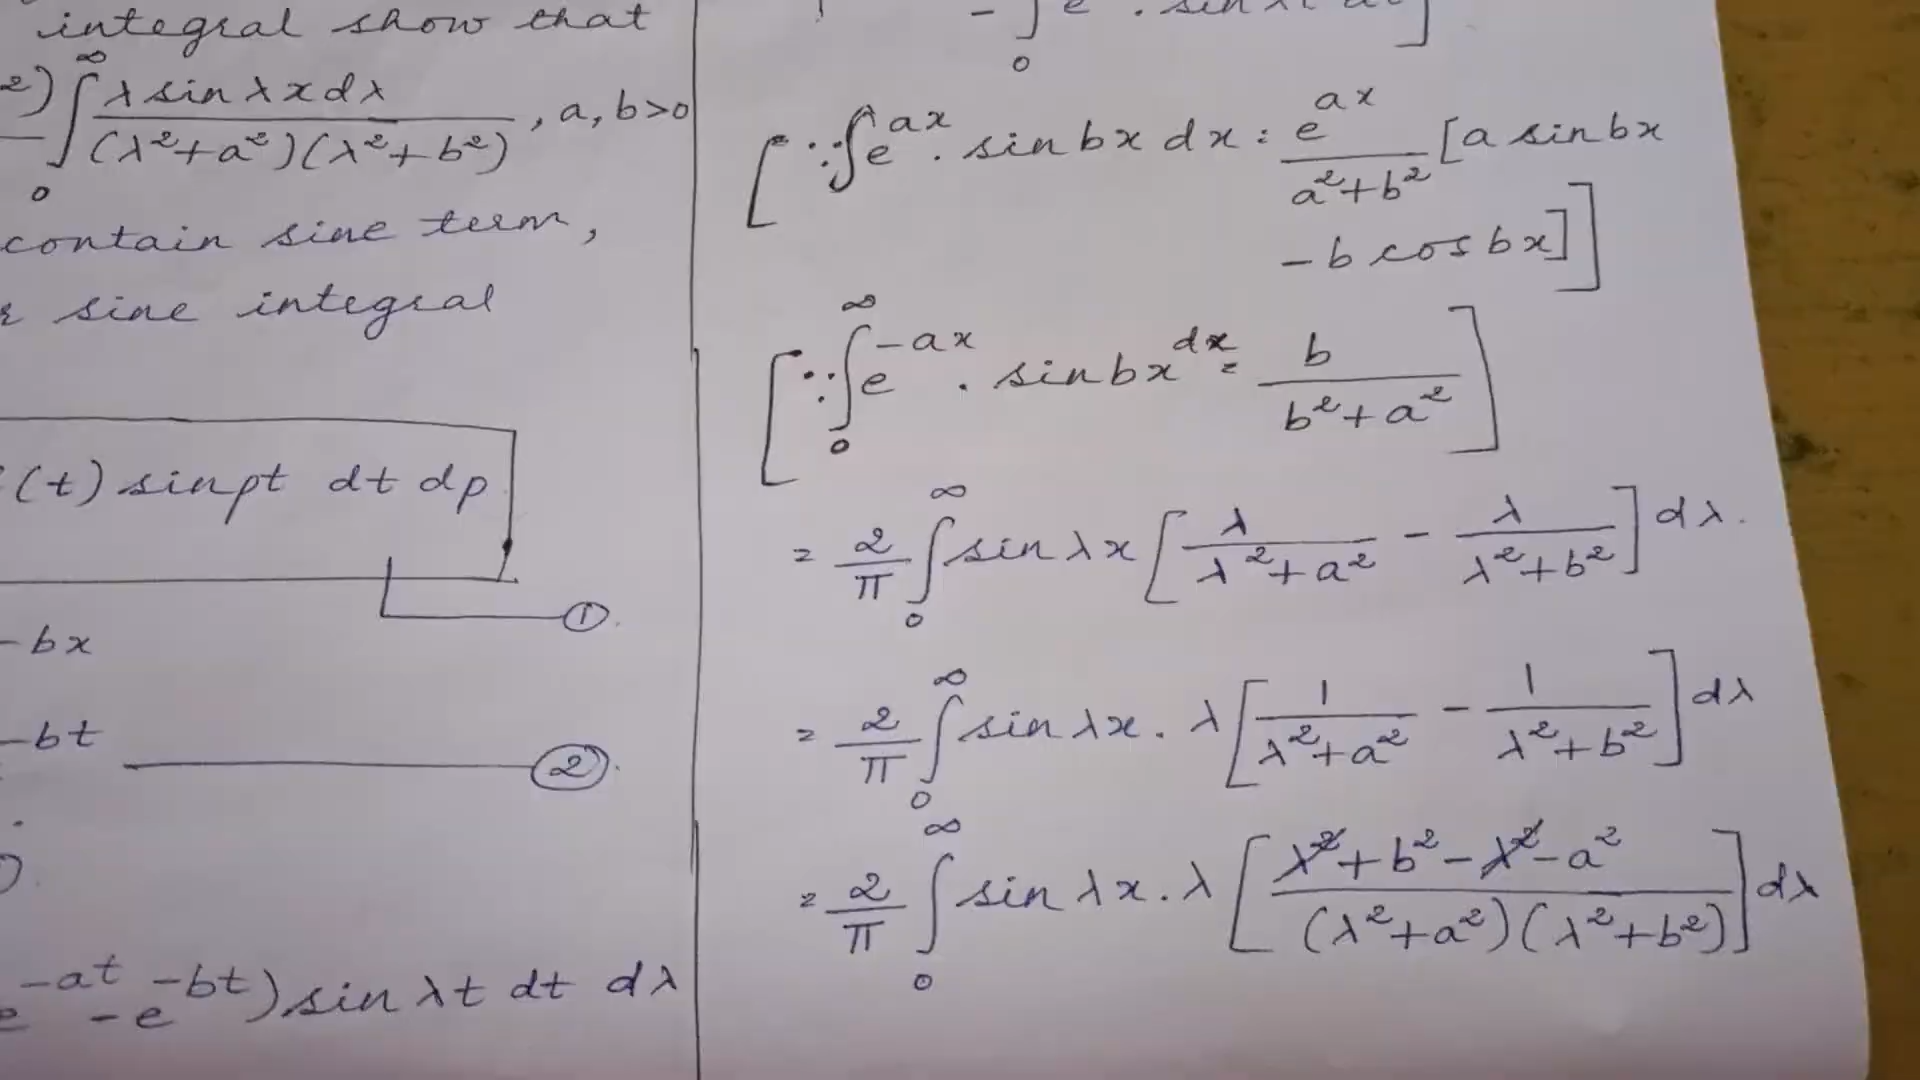 integral show that
²) ∫₀^∞ λ sin λx dλ / (λ²+a²)(λ²+b²) , a, b>0
contain sine term,
sine integral
(t) sin pt dt dp
①.
-bx
-bt ②.
e^-at - e^-bt) sin λt dt dλ
- ∫₀ e . sin λt dt]
[∵ ∫e^ax . sin bx dx = e^ax / a²+b² [a sin bx
- b cos bx]]
[∵ ∫₀^∞ e^-ax . sin bx dx = b / b²+a² ]
= 2/π ∫₀^∞ sin λx [ λ / λ²+a² - λ / λ²+b² ] dλ.
= 2/π ∫₀^∞ sin λx . λ [ 1 / λ²+a² - 1 / λ²+b² ] dλ
= 2/π ∫₀^∞ sin λx . λ [ λ²+b²-λ²-a² / (λ²+a²)(λ²+b²) ] dλ